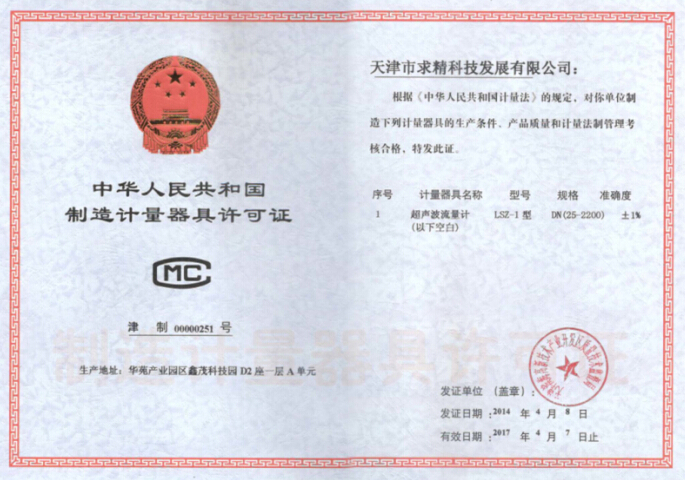 中华人民共和国
制造计量器具许可证
MC
津 制 00000251 号
生产地址：华苑产业园区鑫茂科技园 D2 座一层 A 单元
天津市求精科技发展有限公司：
根据《中华人民共和国计量法》的规定，对你单位制
造下列计量器具的生产条件、产品质量和计量法制管理考
核合格，特发此证。
序号 计量器具名称 型号 规格 准确度
1 超声波流量计 LSZ-1 型 DN(25-2200) ±1%
(以下空白)
制造计量器具许可证
发证单位 （盖章）：
发证日期：2014 年 4 月 8 日
有效日期：2017 年 4 月 7 日止